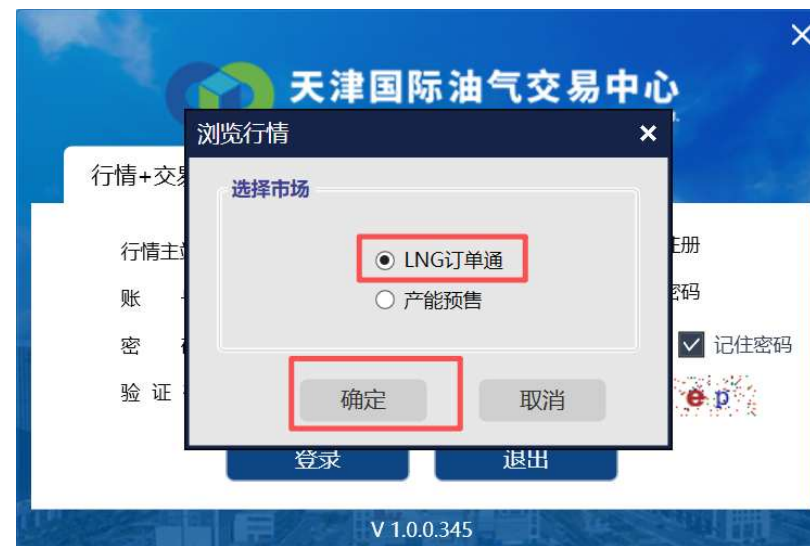 天津国际油气交易中心
浏览行情
行情+交易
选择市场
行情主
LNG订单通
册
账
产能预售
密码
密
记住密码
验 证
确定
取消
e p
登录
退出
V 1.0.0.345